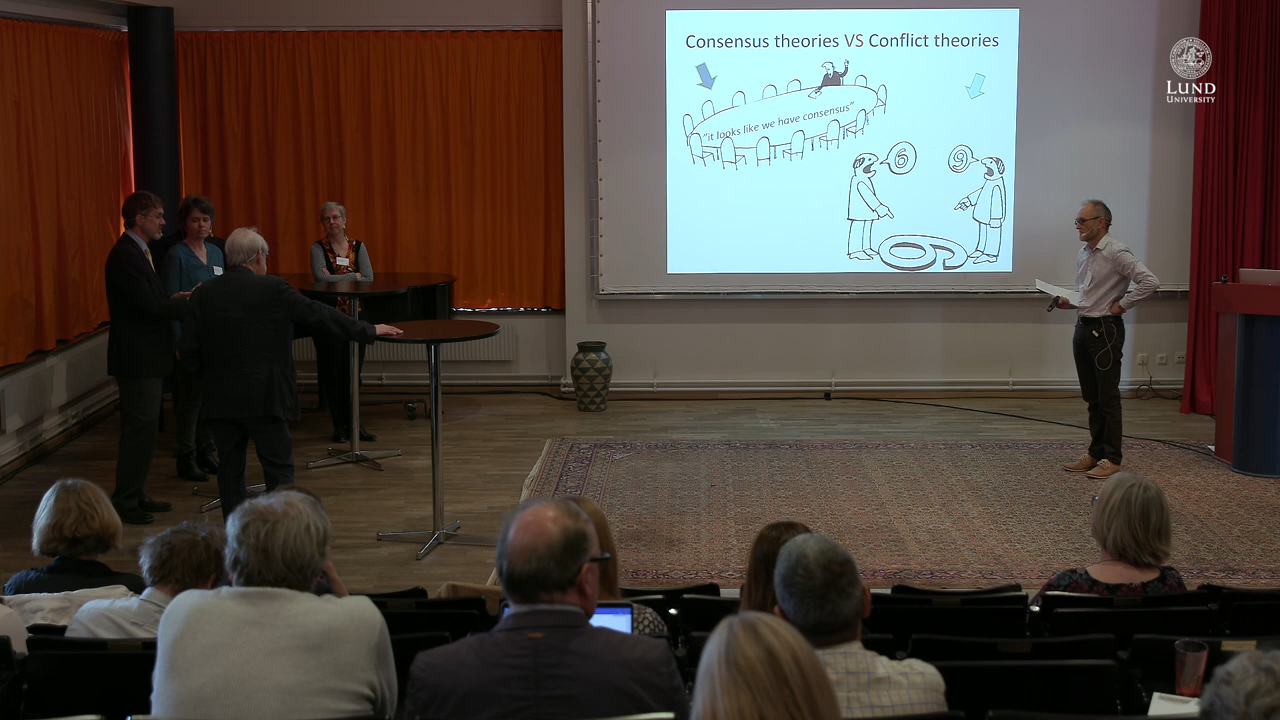 Consensus theories VS Conflict theories
"it looks like we have consensus"
6
9
LUND
UNIVERSITY